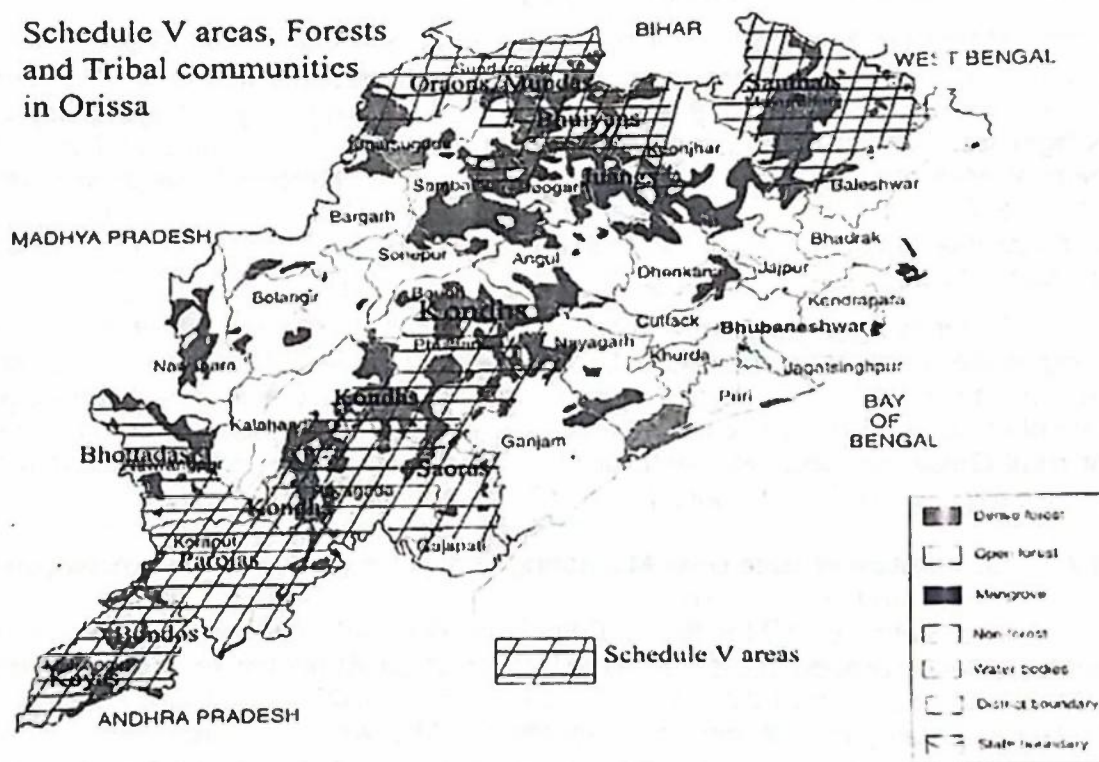 Schedule V areas, Forests
and Tribal communities
in Orissa
BIHAR
WEST BENGAL
Oraons/Mundas
Santhals
Bhuiyans
Keonjhar
Juangs
Deogarh
Baleshwar
Bargarh
MADHYA PRADESH
Sonepur
Angul
Bhadrak
Dhenkanal
Jajpur
Bolangir
Kendrapara
Kondhs
Cuttack
Bhubaneshwar
Nayagarh
Khurda
Jagatsinghpur
Puri
BAY
OF
BENGAL
Kondhs
Kalahandi
Ganjam
Bhottadas
Saoras
Rayagada
Kondhs
Koraput
Gajapati
Parojas
Bondos
Koyas
ANDHRA PRADESH
Schedule V areas
Dense forest
Open forest
Mangrove
Non forest
Water bodies
District boundary
State boundary